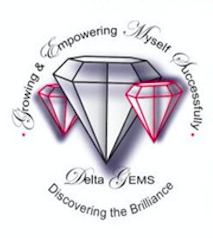 · Growing & Empowering Myself Successfully ·
Delta GEMS
Discovering the Brilliance